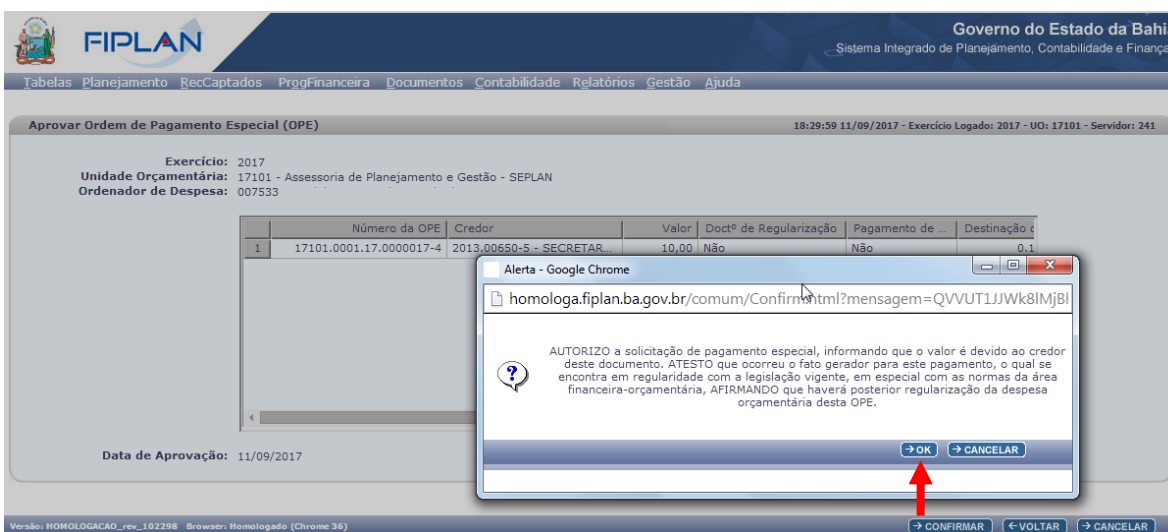 FIPLAN
Governo do Estado da Bahi
Sistema Integrado de Planejamento, Contabilidade e Finança
Tabelas Planejamento RecCaptados ProgFinanceira Documentos Contabilidade Relatórios Gestão Ajuda
Aprovar Ordem de Pagamento Especial (OPE) 18:29:59 11/09/2017 - Exercício Logado: 2017 - UO: 17101 - Servidor: 241
Exercício: 2017
Unidade Orçamentária: 17101 - Assessoria de Planejamento e Gestão - SEPLAN
Ordenador de Despesa: 007533
Número da OPE Credor Valor Doctº de Regularização Pagamento de ... Destinação
1 17101.0001.17.0000017-4 2013.00650-5 - SECRETAR... 10,00 Não Não 0.1
Alerta - Google Chrome
homologa.fiplan.ba.gov.br/comum/Confirm.html?mensagem=QVVUT1JJWk8lMjBl
AUTORIZO a solicitação de pagamento especial, informando que o valor é devido ao credor
deste documento. ATESTO que ocorreu o fato gerador para este pagamento, o qual se
encontra em regularidade com a legislação vigente, em especial com as normas da área
financeira-orçamentária, AFIRMANDO que haverá posterior regularização da despesa
orçamentária desta OPE.
OK CANCELAR
Data de Aprovação: 11/09/2017
Versão: HOMOLOGACAO_rev_102298 Browser: Homologado (Chrome 36) CONFIRMAR VOLTAR CANCELAR